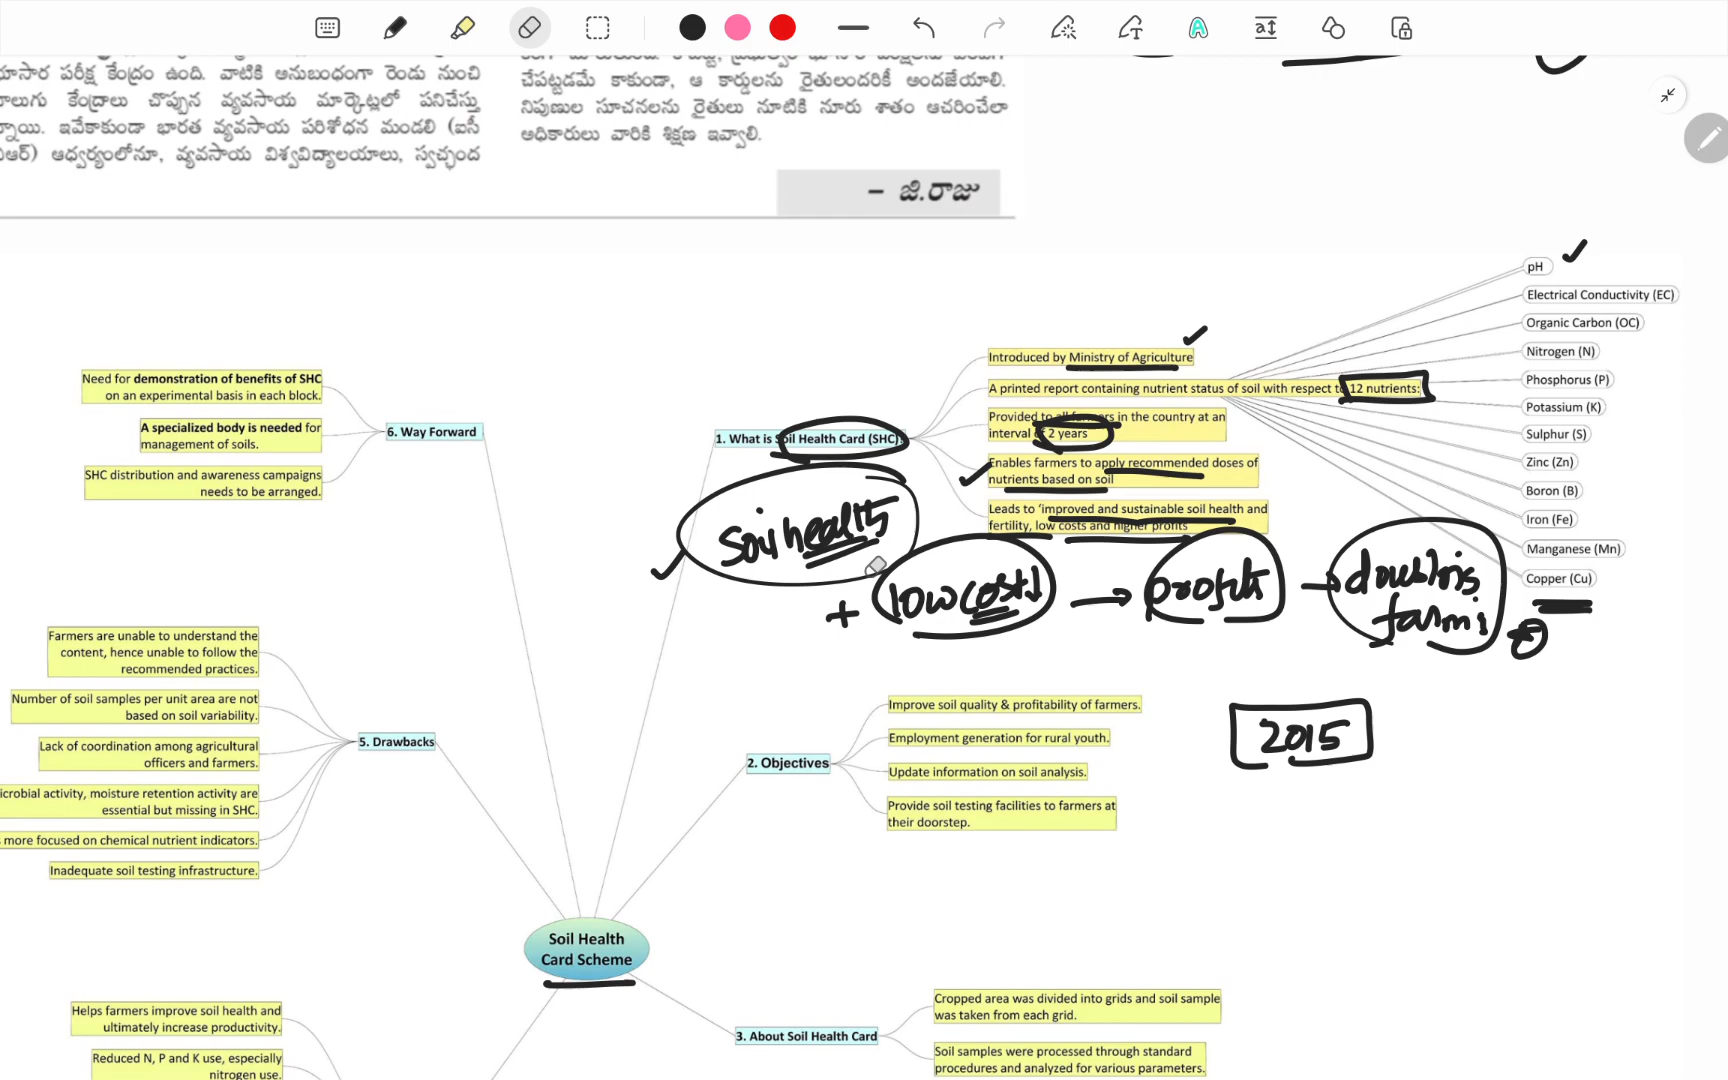 సార పరీక్ష కేంద్రం ఉంది. వాటికి అనుబంధంగా రెండు నుంచి
కేంద్రాలు చొప్పున వ్యవసాయ మార్కెట్లలో పనిచేస్తు
న్నాయి. ఇవేకాకుండా భారత వ్యవసాయ పరిశోధన మండలి (ఐసీ
ఆధ్వర్యంలోనూ, వ్యవసాయ విశ్వవిద్యాలయాలు, స్వచ్ఛంద
చేపట్టడమే కాకుండా, ఆ కార్డులను రైతులందరికీ అందజేయాలి.
నిపుణుల సూచనలను రైతులు నూటికి నూరు శాతం ఆచరించేలా
అధికారులు వారికి శిక్షణ ఇవ్వాలి.
– జి.రాజు
pH
Electrical Conductivity (EC)
Organic Carbon (OC)
Nitrogen (N)
Phosphorus (P)
Potassium (K)
Sulphur (S)
Zinc (Zn)
Boron (B)
Iron (Fe)
Manganese (Mn)
Copper (Cu)
Introduced by Ministry of Agriculture
A printed report containing nutrient status of soil with respect to 12 nutrients:
Provided to all farmers in the country at an
interval of 2 years
Enables farmers to apply recommended doses of
nutrients based on soil
Leads to ‘improved and sustainable soil health and
fertility, low costs and higher profits
1. What is Soil Health Card (SHC)?
Need for demonstration of benefits of SHC
on an experimental basis in each block.
A specialized body is needed for
management of soils.
SHC distribution and awareness campaigns
needs to be arranged.
6. Way Forward
soil health
+ low cost → profit → doubling
farmi
2015
Farmers are unable to understand the
content, hence unable to follow the
recommended practices.
Number of soil samples per unit area are not
based on soil variability.
Lack of coordination among agricultural
officers and farmers.
icrobial activity, moisture retention activity are
essential but missing in SHC.
s more focused on chemical nutrient indicators.
Inadequate soil testing infrastructure.
5. Drawbacks
2. Objectives
Improve soil quality & profitability of farmers.
Employment generation for rural youth.
Update information on soil analysis.
Provide soil testing facilities to farmers at
their doorstep.
Soil Health
Card Scheme
Helps farmers improve soil health and
ultimately increase productivity.
Reduced N, P and K use, especially
nitrogen use.
3. About Soil Health Card
Cropped area was divided into grids and soil sample
was taken from each grid.
Soil samples were processed through standard
procedures and analyzed for various parameters.